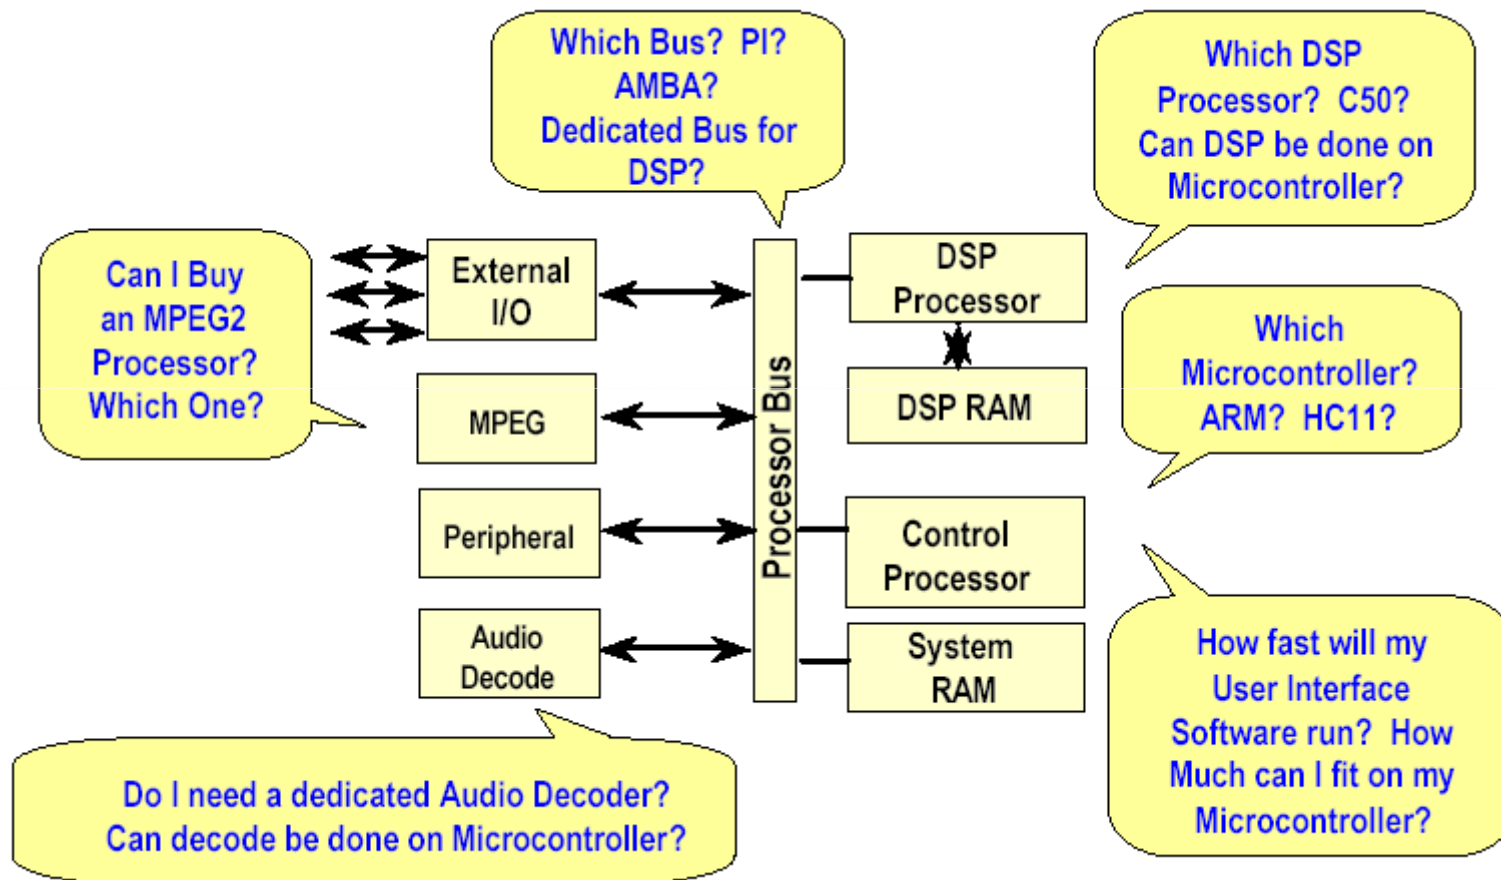 Which Bus? PI?
AMBA?
Dedicated Bus for
DSP?
Which DSP
Processor? C50?
Can DSP be done on
Microcontroller?
Can I Buy
an MPEG2
Processor?
Which One?
External
I/O
MPEG
Peripheral
Audio
Decode
Processor Bus
DSP
Processor
DSP RAM
Control
Processor
System
RAM
Which
Microcontroller?
ARM? HC11?
How fast will my
User Interface
Software run? How
Much can I fit on my
Microcontroller?
Do I need a dedicated Audio Decoder?
Can decode be done on Microcontroller?